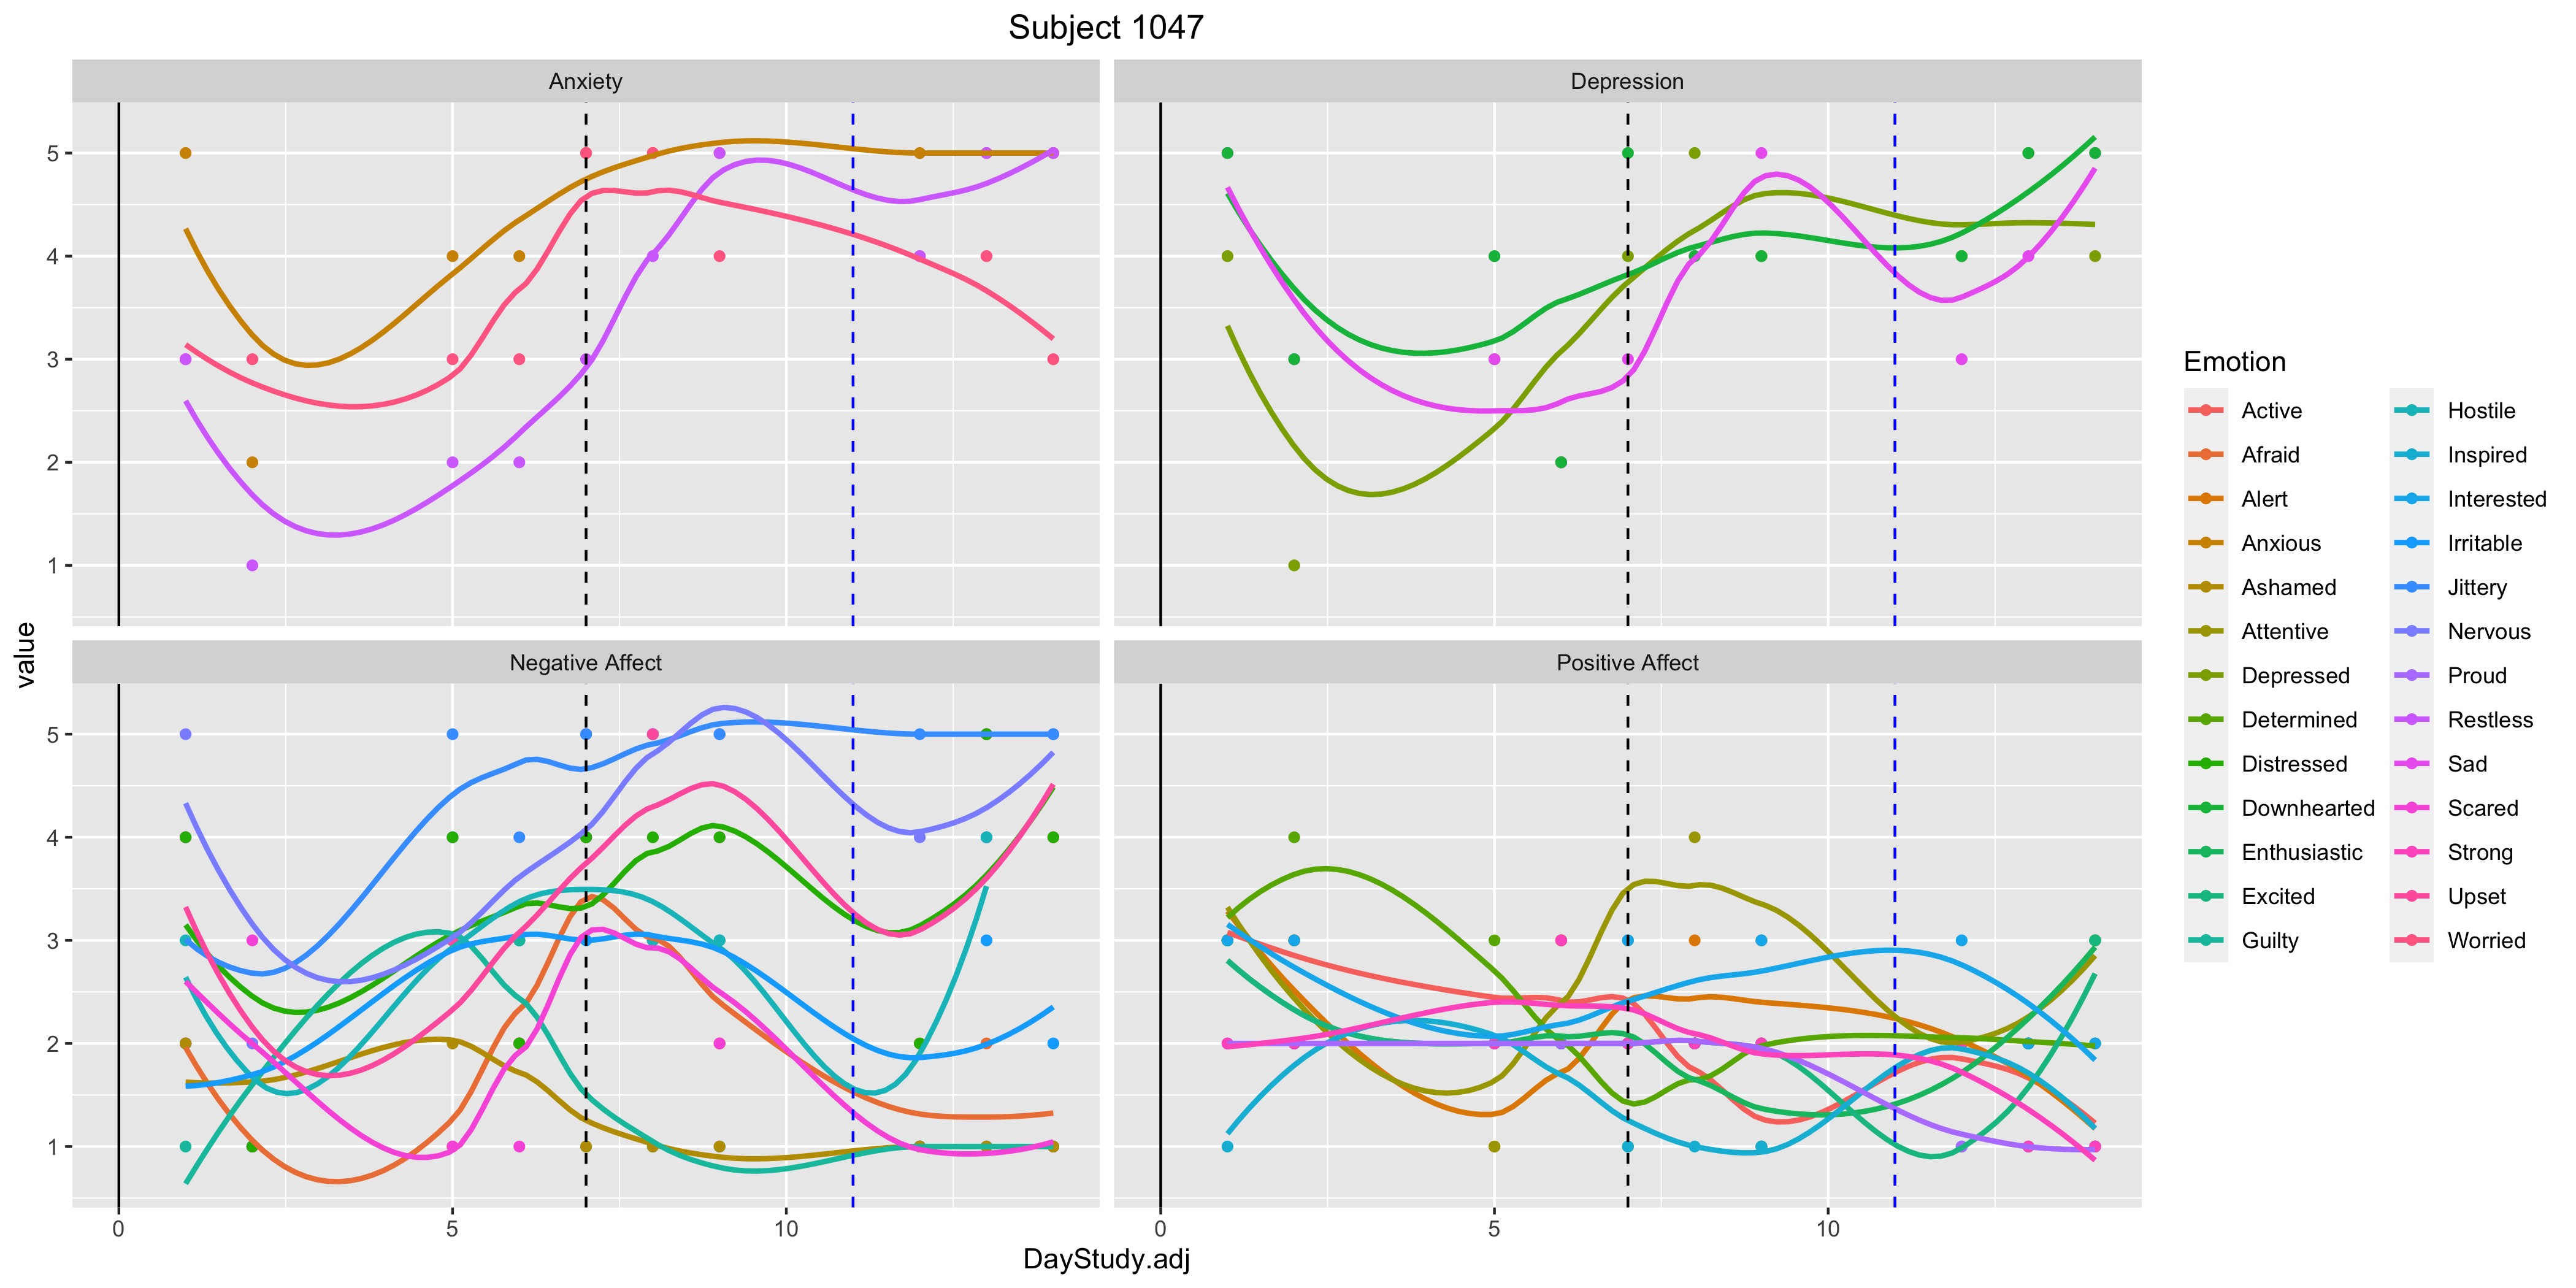 Subject 1047
Anxiety
Depression
5
4
3
2
1
Negative Affect
Positive Affect
5
4
3
2
1
0
5
10
0
5
10
DayStudy.adj
value
Emotion
Active
Afraid
Alert
Anxious
Ashamed
Attentive
Depressed
Determined
Distressed
Downhearted
Enthusiastic
Excited
Guilty
Hostile
Inspired
Interested
Irritable
Jittery
Nervous
Proud
Restless
Sad
Scared
Strong
Upset
Worried